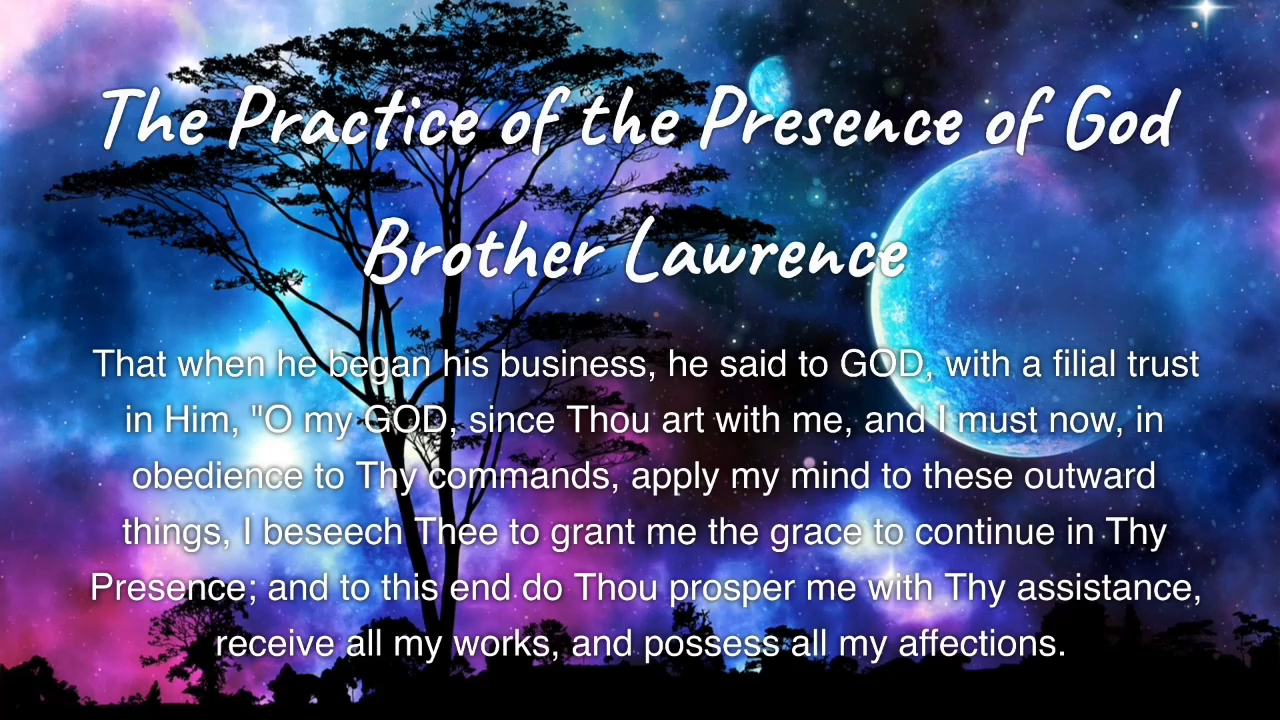 The Practice of the Presence of God
Brother Lawrence
That when he began his business, he said to GOD, with a filial trust
in Him, "O my GOD, since Thou art with me, and I must now, in
obedience to Thy commands, apply my mind to these outward
things, I beseech Thee to grant me the grace to continue in Thy
Presence; and to this end do Thou prosper me with Thy assistance,
receive all my works, and possess all my affections.